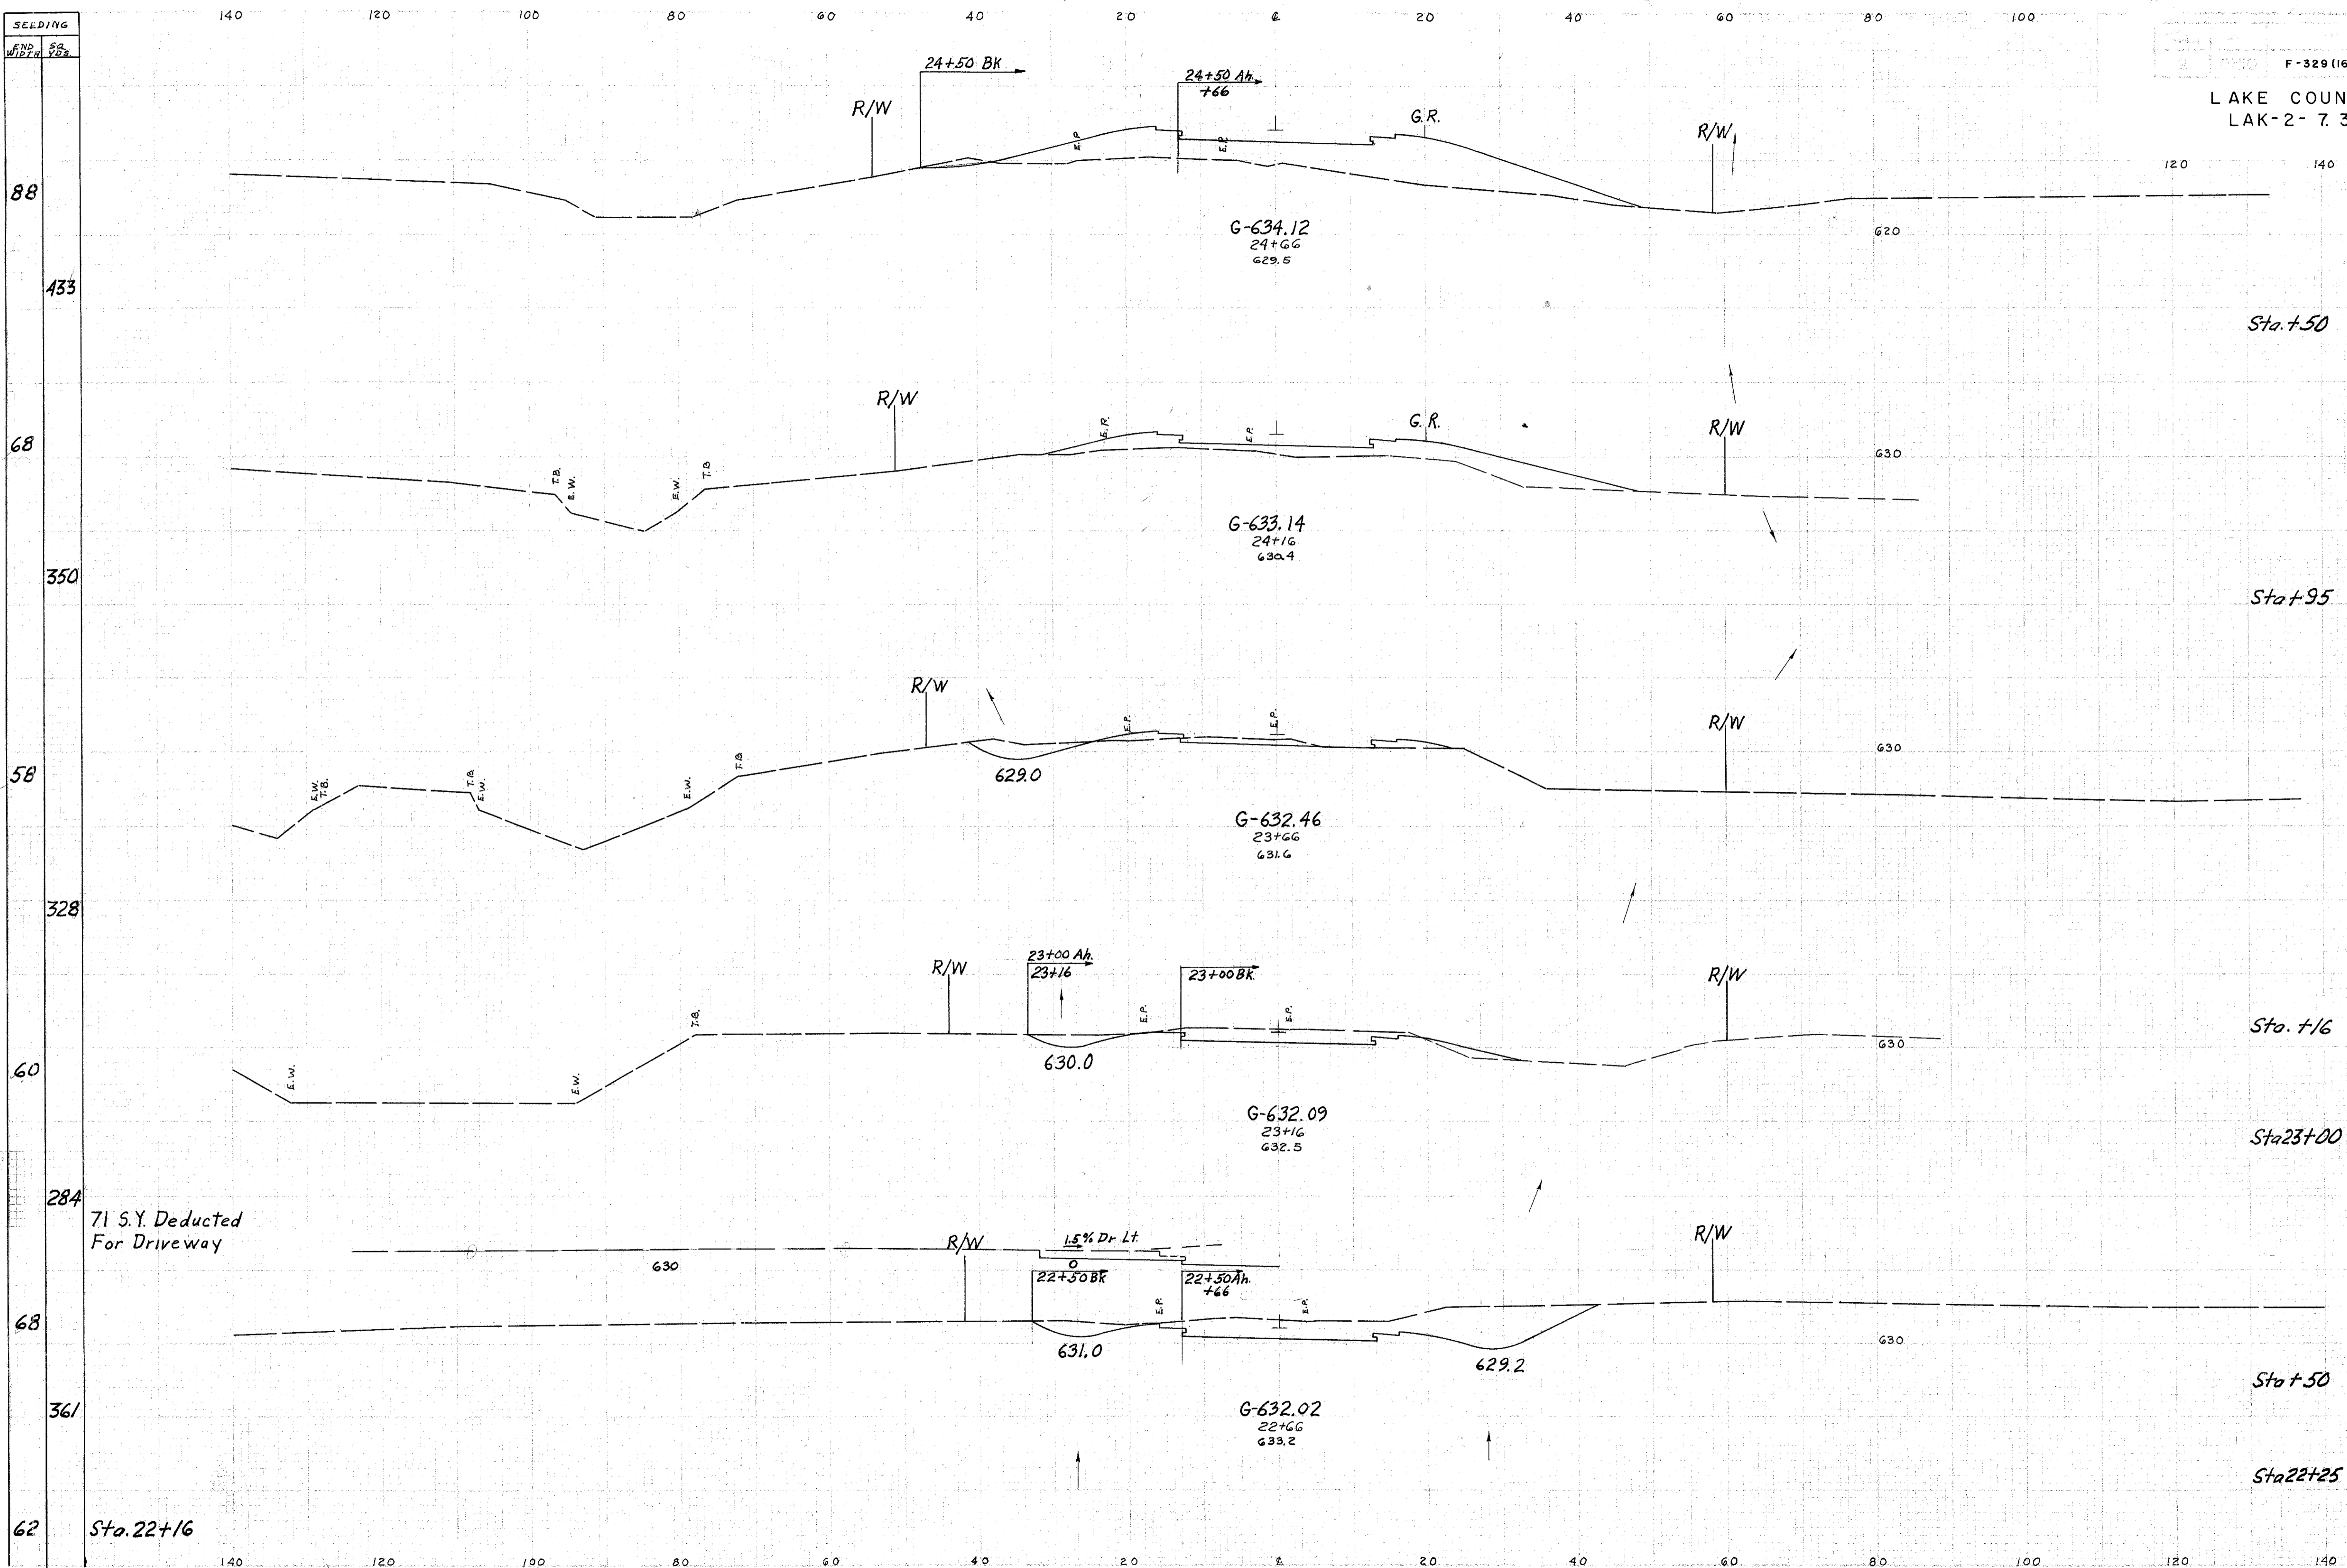 140 120 100 80 60 40 20 ℄ 20 40 60 80 100
SEEDING
END WIDTH
SQ. YDS.
F-329 (16
LAKE COUN
LAK-2-7.3
24+50 BK
24+50 Ah.
+66
R/W
E.P.
E.P.
G.R.
R/W
120 140
88
G-634.12
24+66
629.5
620
433
Sta. +50
R/W
E.P.
E.P.
G.R.
R/W
68
630
T.B.
E.W.
E.W.
T.B.
G-633.14
24+16
630.4
350
Sta+95
R/W
E.P.
E.P.
R/W
630
58
E.W.
T.B.
T.B.
E.W.
E.W.
T.B.
629.0
G-632.46
23+66
631.6
328
23+00 Ah.
23+16
R/W
23+00 BK.
R/W
T.B.
E.P.
E.P.
Sta. +16
630
60
E.W.
E.W.
630.0
G-632.09
23+16
632.5
Sta 23+00
284
71 S.Y. Deducted
For Driveway
R/W
1.5% Dr Lt.
R/W
630
0
22+50 BK
22+50 Ah.
+66
68
E.P.
E.P.
630
631.0
629.2
Sta+50
361
G-632.02
22+66
633.2
Sta 22+25
62
Sta. 22+16
140 120 100 80 60 40 20 ℄ 20 40 60 80 100 120 140